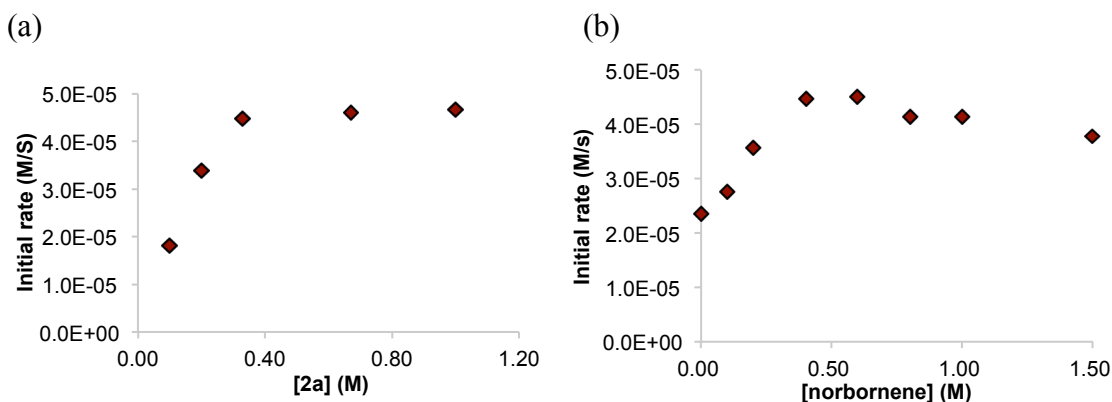 (a)
Initial rate (M/S)
5.0E-05
4.0E-05
3.0E-05
2.0E-05
1.0E-05
0.0E+00
0.00 0.40 0.80 1.20
[2a] (M)
(b)
Initial rate (M/s)
5.0E-05
4.0E-05
3.0E-05
2.0E-05
1.0E-05
0.0E+00
0.00 0.50 1.00 1.50
[norbornene] (M)